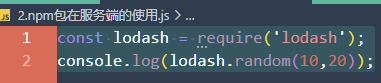 2.npm包在服务端的使用.js > ...
1 const lodash = require('lodash');
2 console.log(lodash.random(10,20));